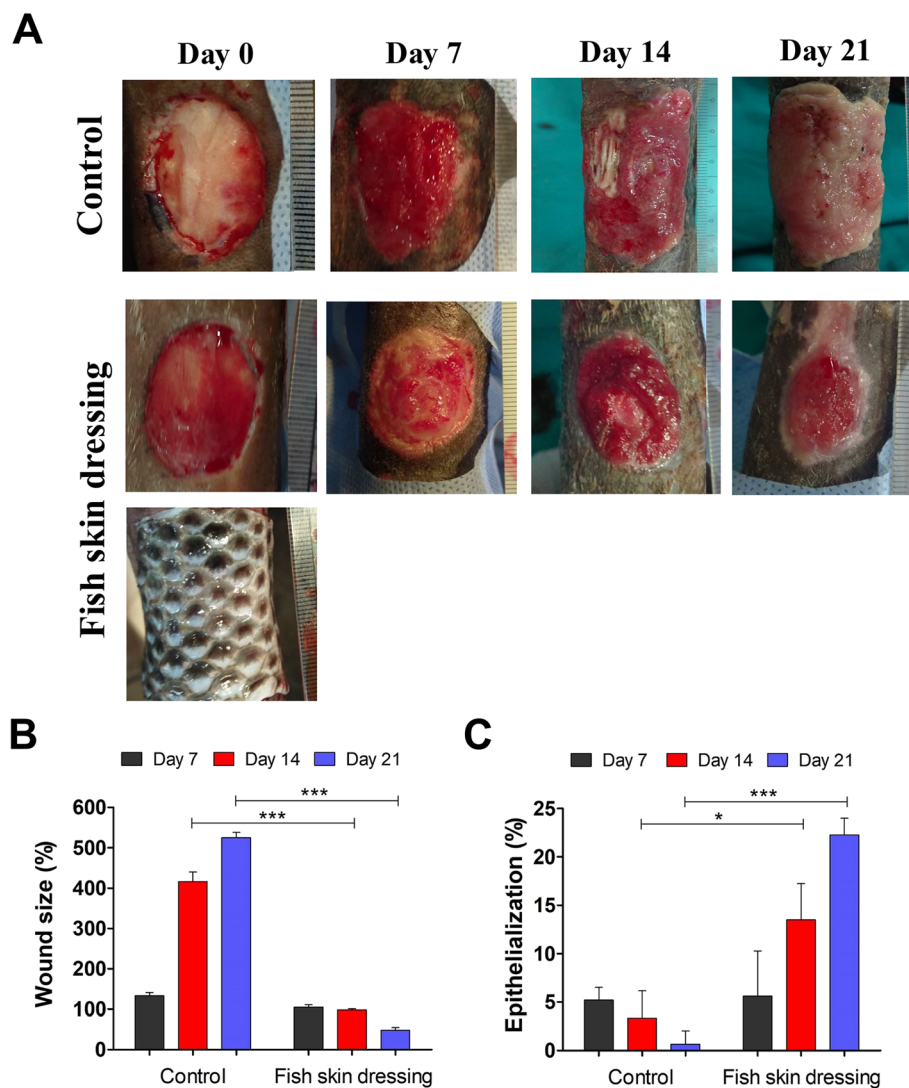 A
Day 0
Day 7
Day 14
Day 21
Control
Fish skin dressing
B
Day 7
Day 14
Day 21
***
***
600
500
400
300
200
100
0
Wound size (%)
Control
Fish skin dressing
C
Day 7
Day 14
Day 21
***
*
25
20
15
10
5
0
Epithelialization (%)
Control
Fish skin dressing